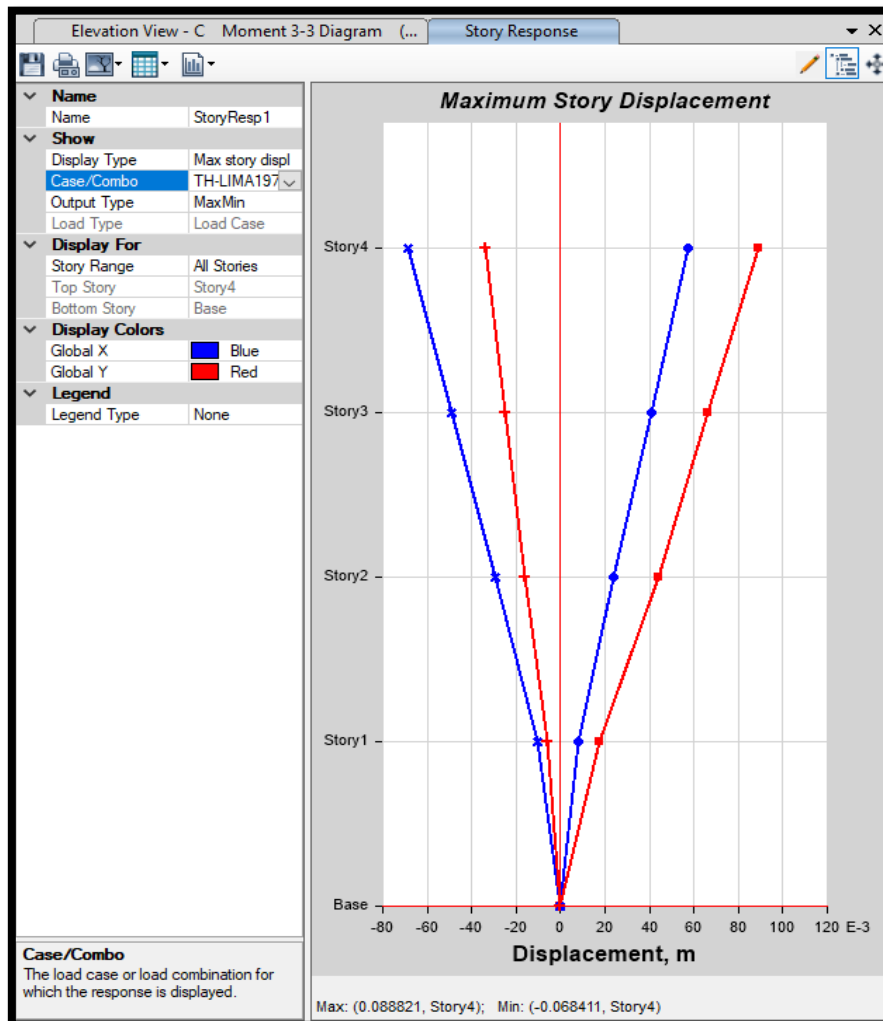 Elevation View - C Moment 3-3 Diagram (... Story Response
Name
Name StoryResp1
Show
Display Type Max story displ
Case/Combo TH-LIMA197
Output Type MaxMin
Load Type Load Case
Display For
Story Range All Stories
Top Story Story4
Bottom Story Base
Display Colors
Global X Blue
Global Y Red
Legend
Legend Type None
Case/Combo
The load case or load combination for
which the response is displayed.
Maximum Story Displacement
Story4
Story3
Story2
Story1
Base
-80 -60 -40 -20 0 20 40 60 80 100 120 E-3
Displacement, m
Max: (0.088821, Story4); Min: (-0.068411, Story4)